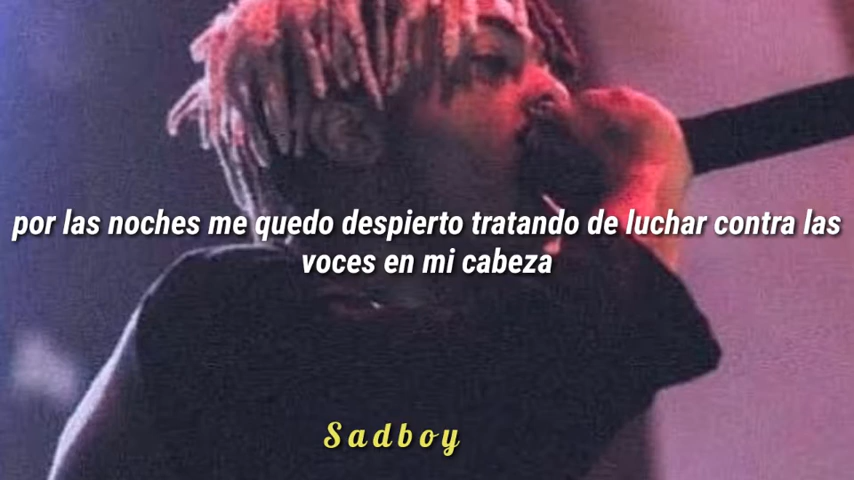 por las noches me quedo despierto tratando de luchar contra las
voces en mi cabeza
Sadboy